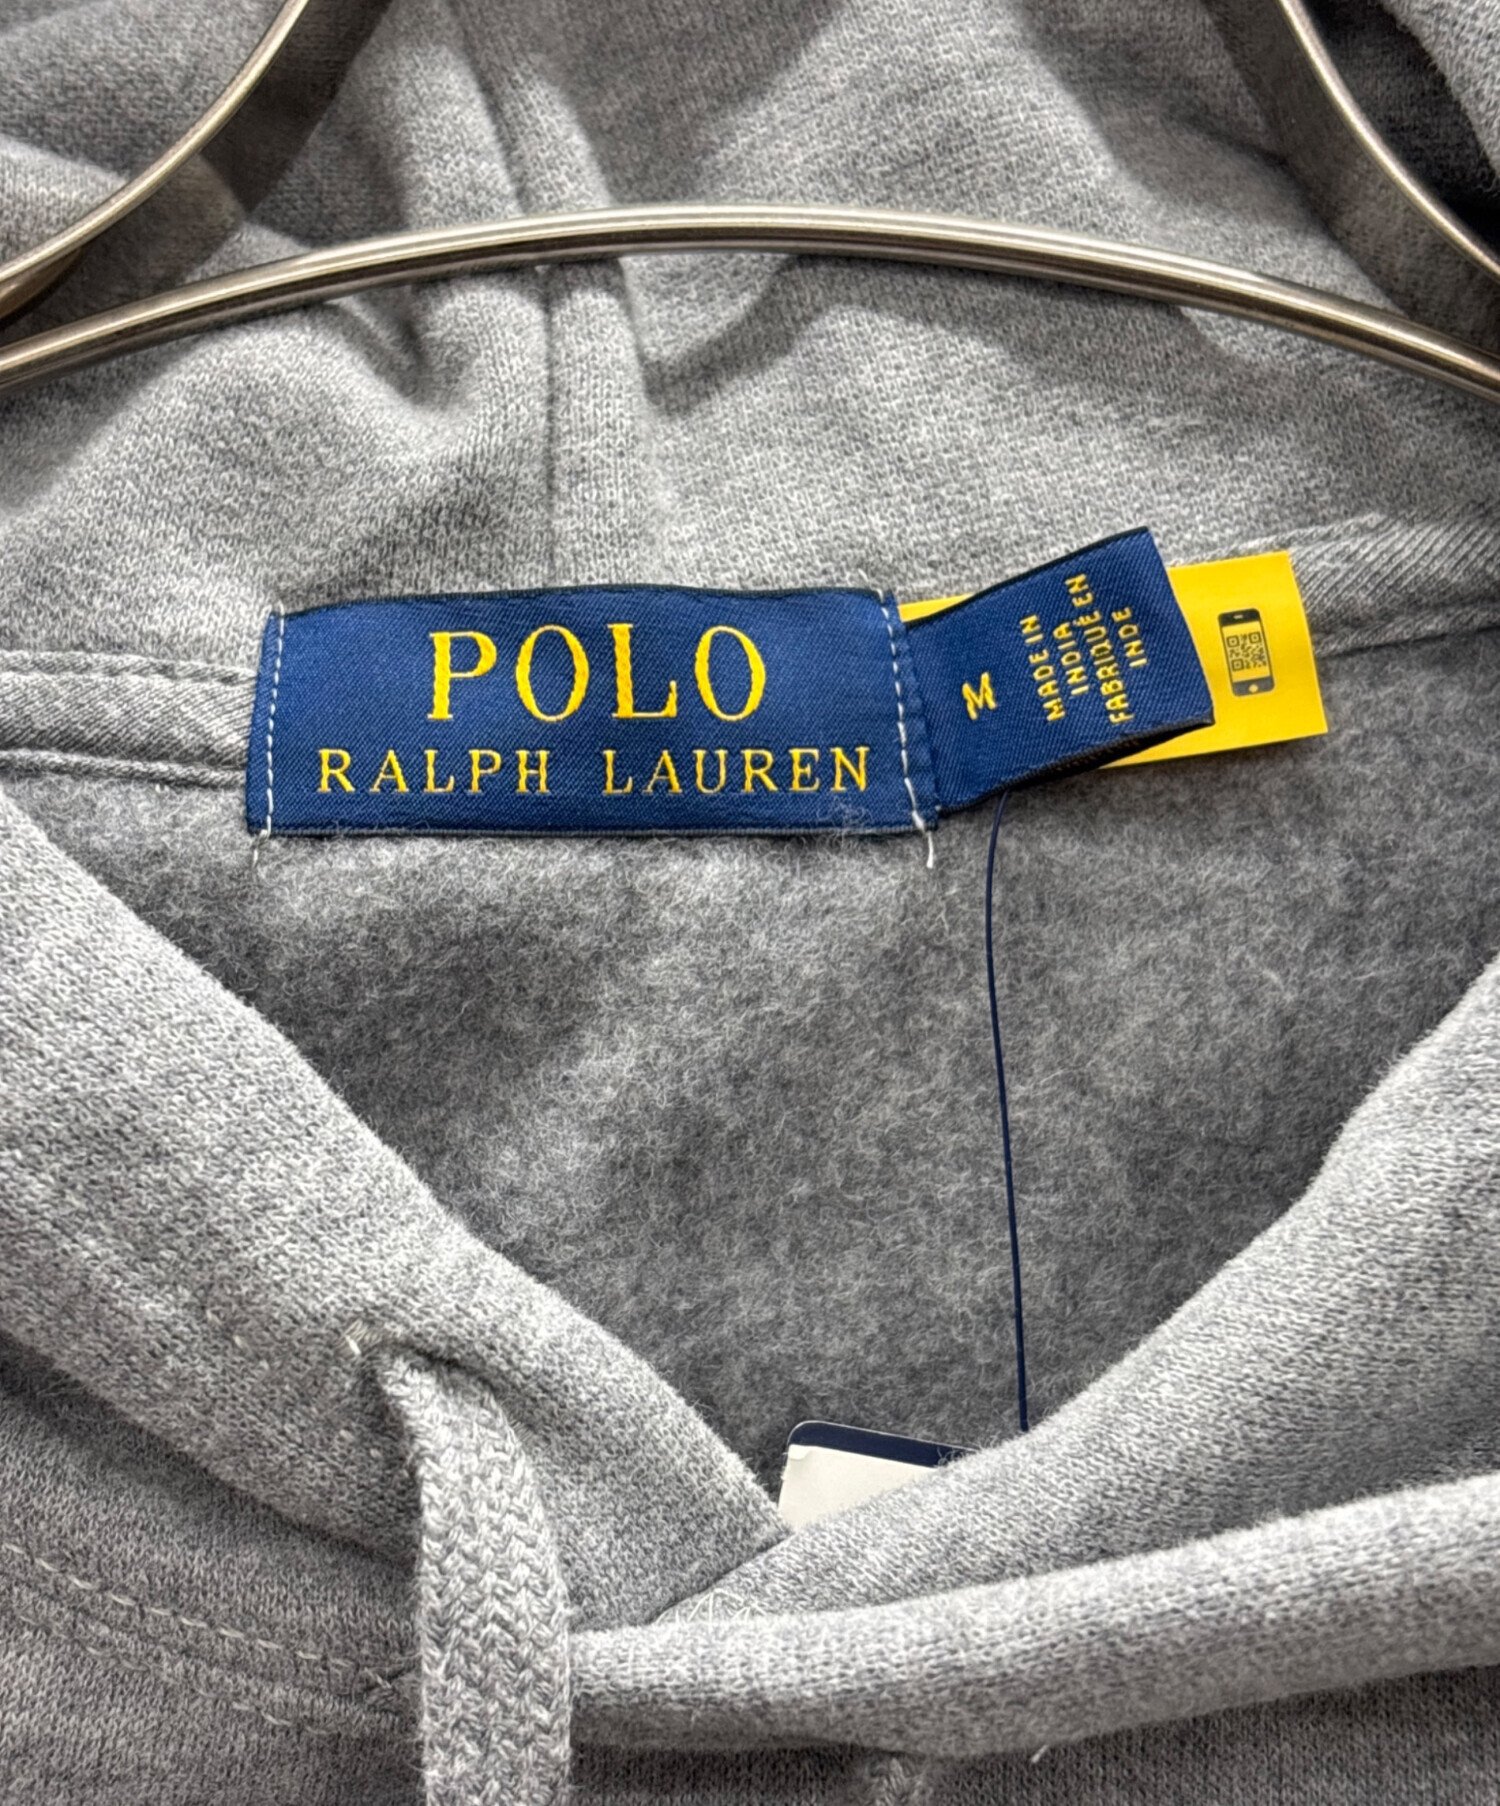 POLO
RALPH LAUREN
M
MADE IN
INDIA
FABRIQUÉ EN
INDE